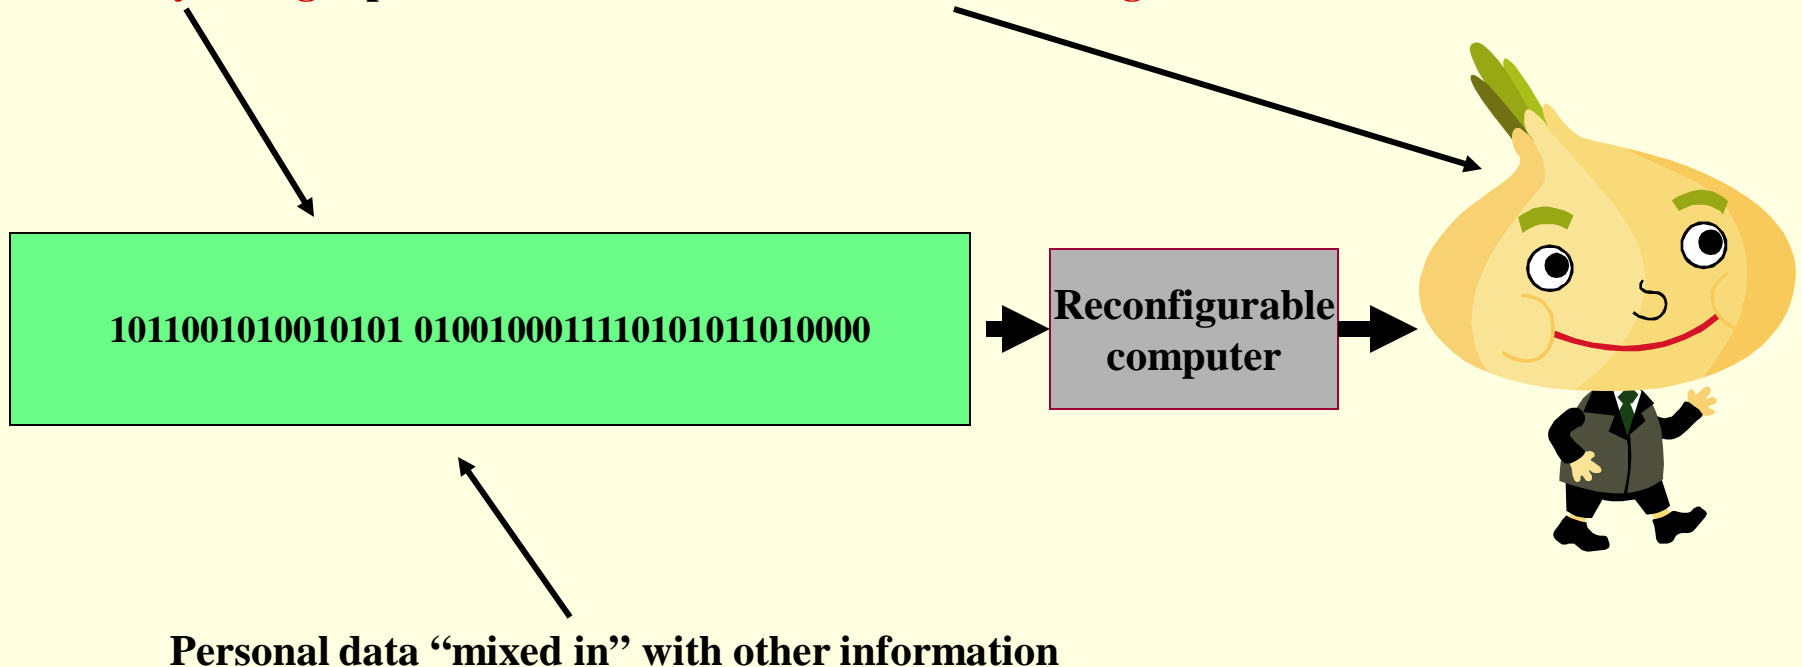 1011001010010101 0100100011110101011010000
Reconfigurable
computer
Personal data “mixed in” with other information